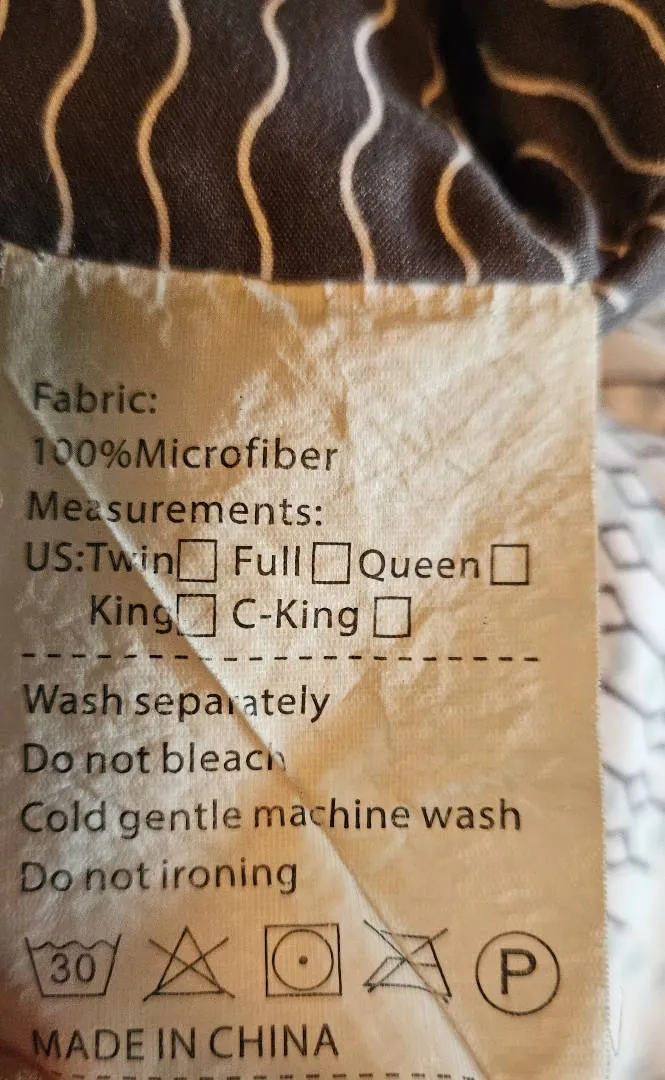 Fabric:
100%Microfiber
Measurements:
US:Twin□ Full□Queen□
King□ C-King □
Wash separately
Do not bleach
Cold gentle machine wash
Do not ironing
30 P
MADE IN CHINA